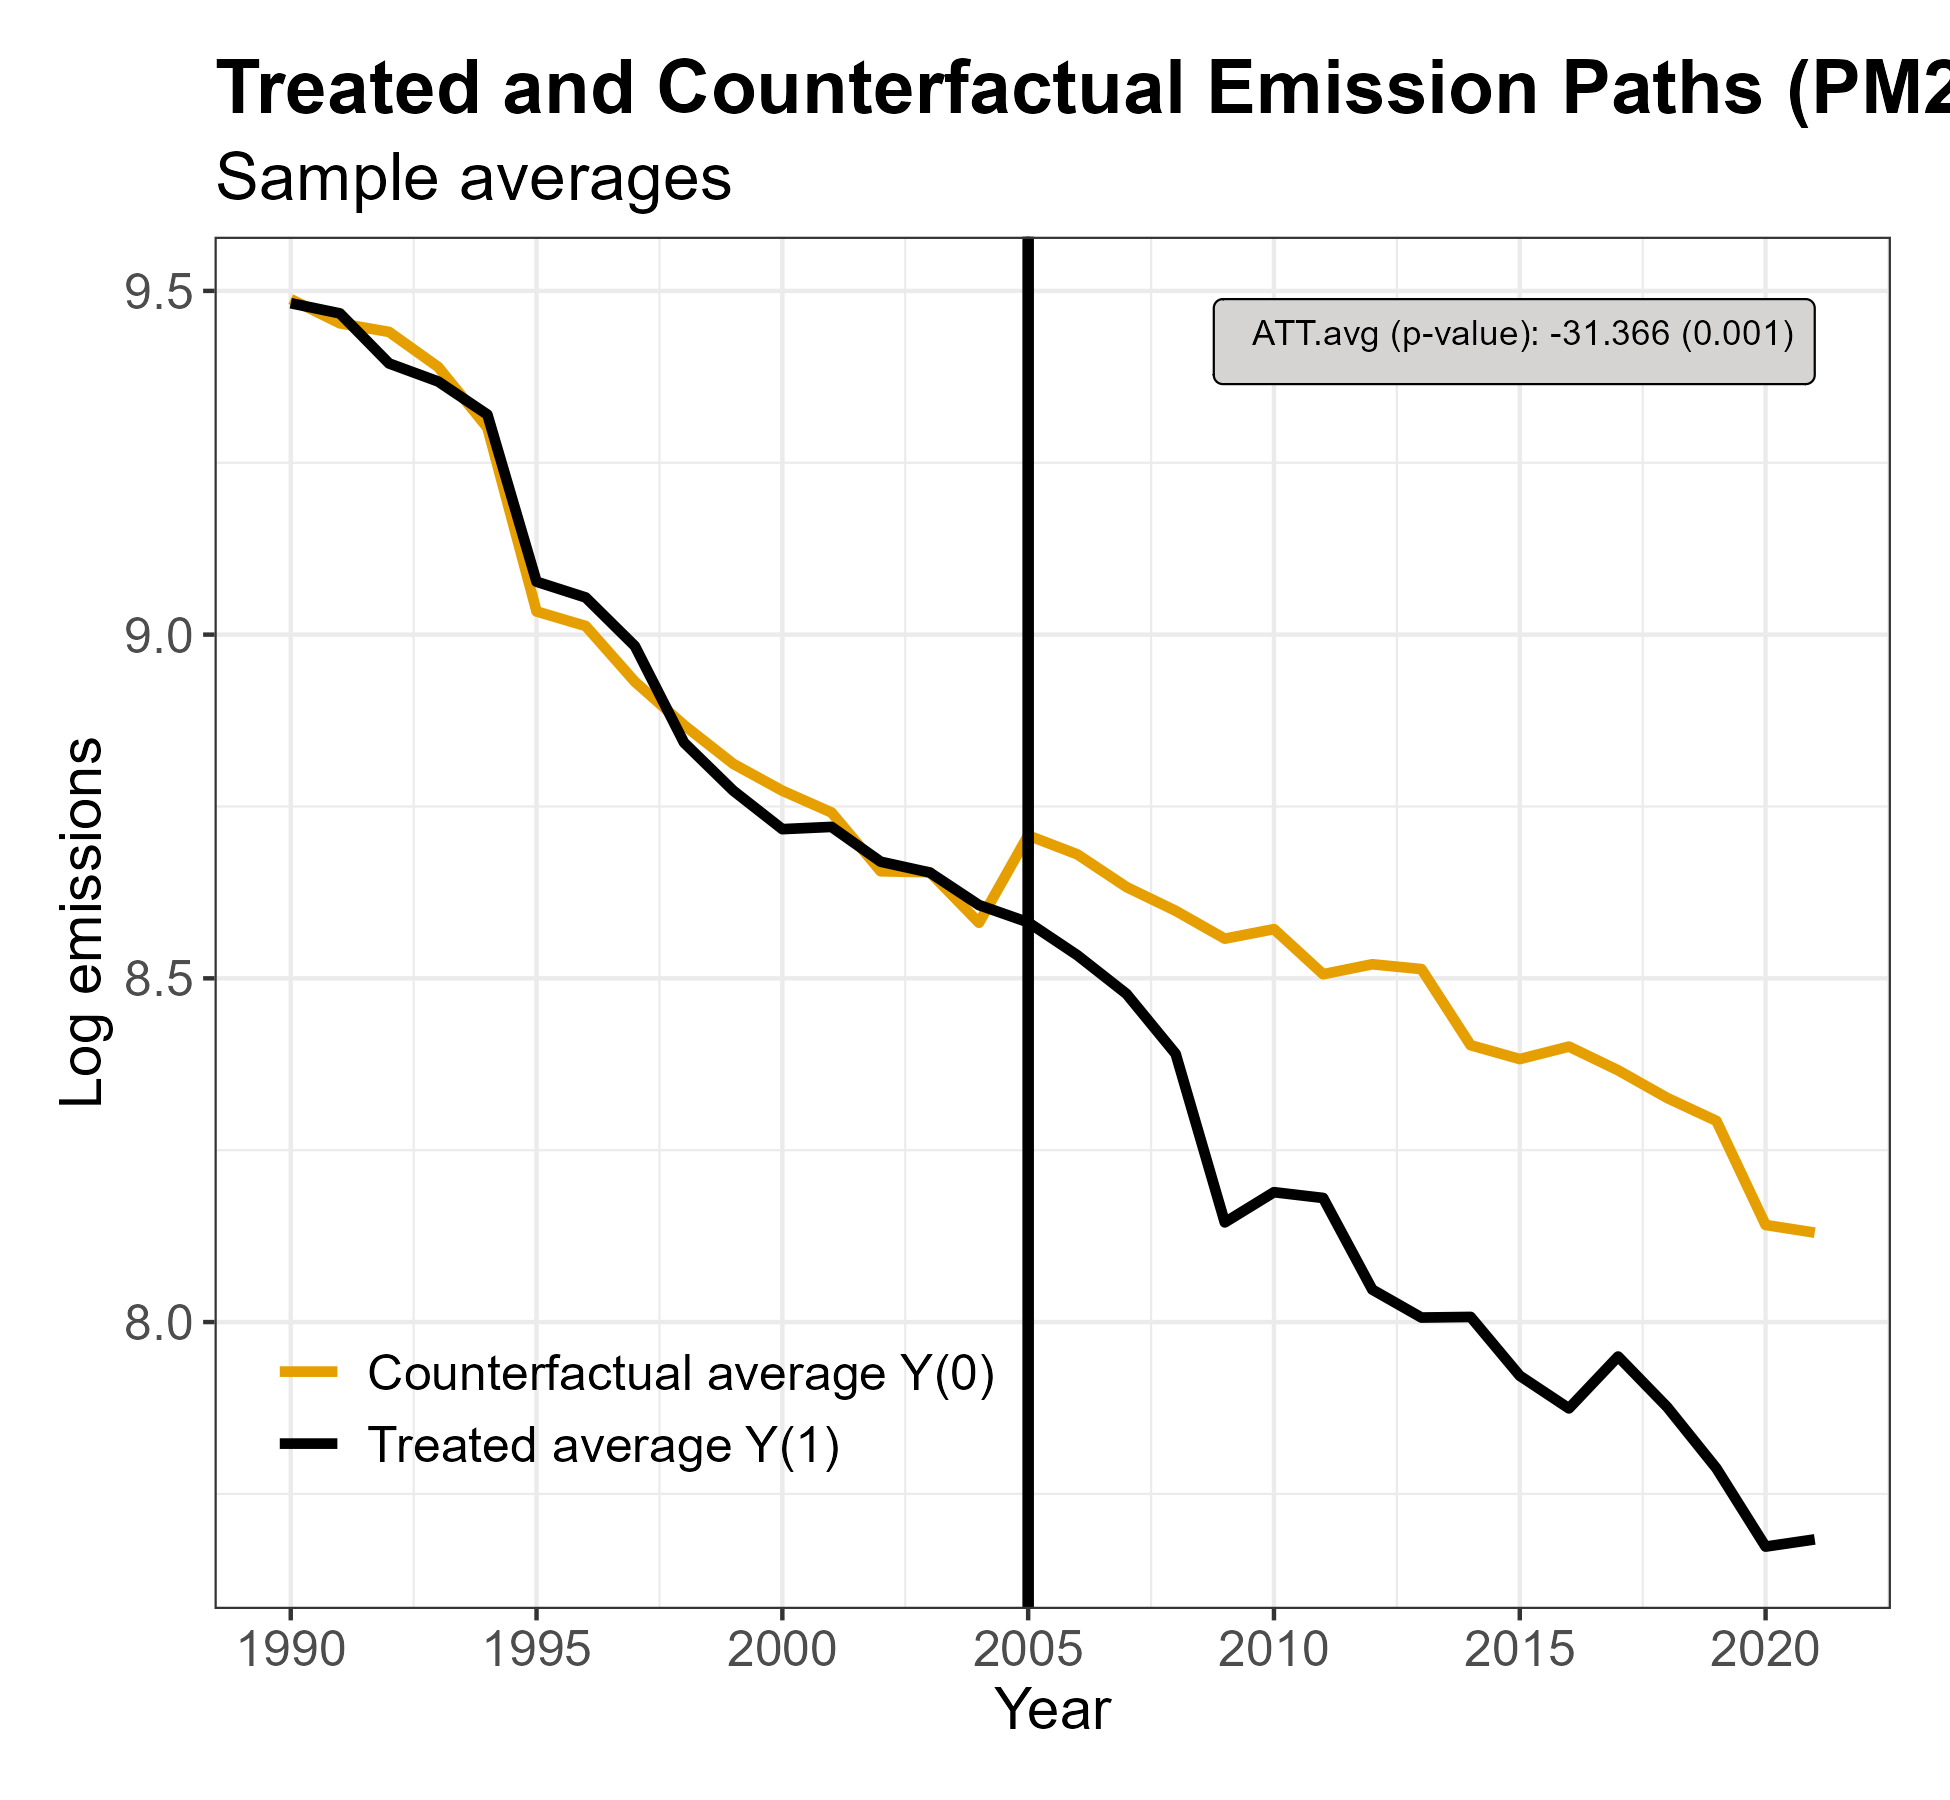 Treated and Counterfactual Emission Paths (PM2
Sample averages
ATT.avg (p-value): -31.366 (0.001)
9.5
9.0
8.5
8.0
Log emissions
Counterfactual average Y(0)
Treated average Y(1)
1990 1995 2000 2005 2010 2015 2020
Year